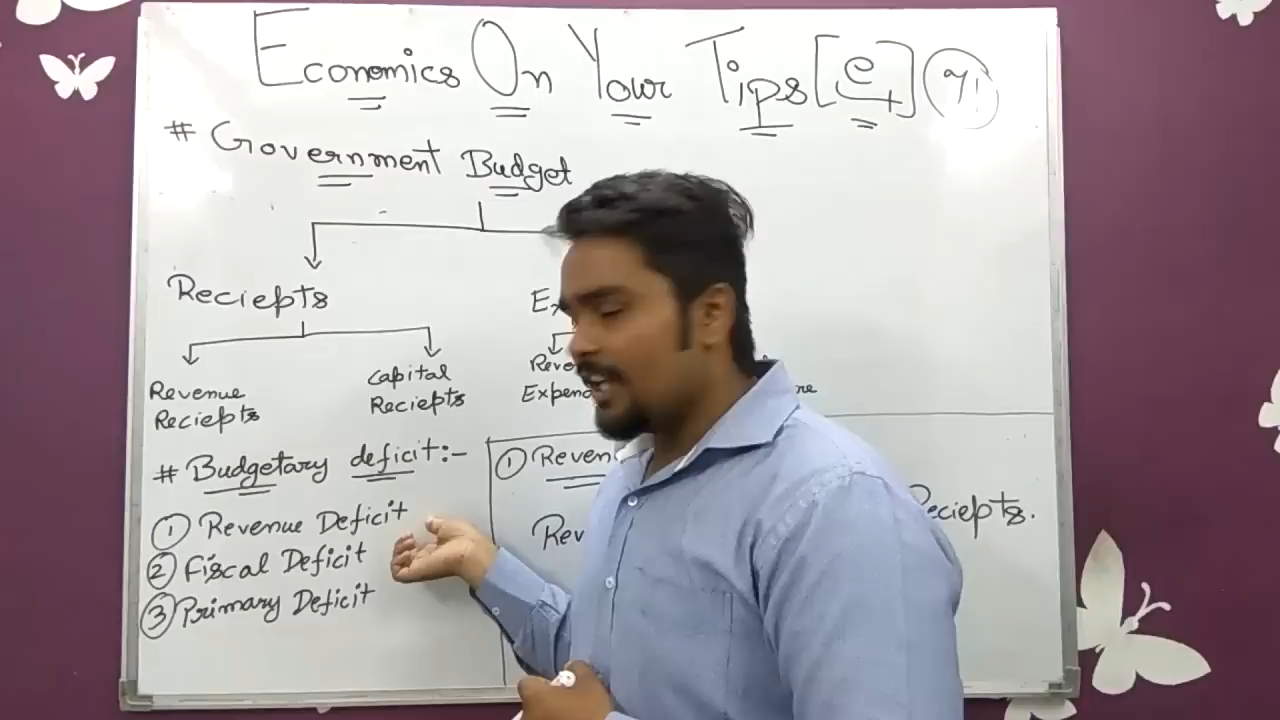 Economics On Your Tips [e]
# Government Budget
Reciepts
Revenue Reciepts
Capital Reciepts
# Budgetary deficit:-
① Revenue Deficit
② Fiscal Deficit
③ Primary Deficit
①
Reciepts.